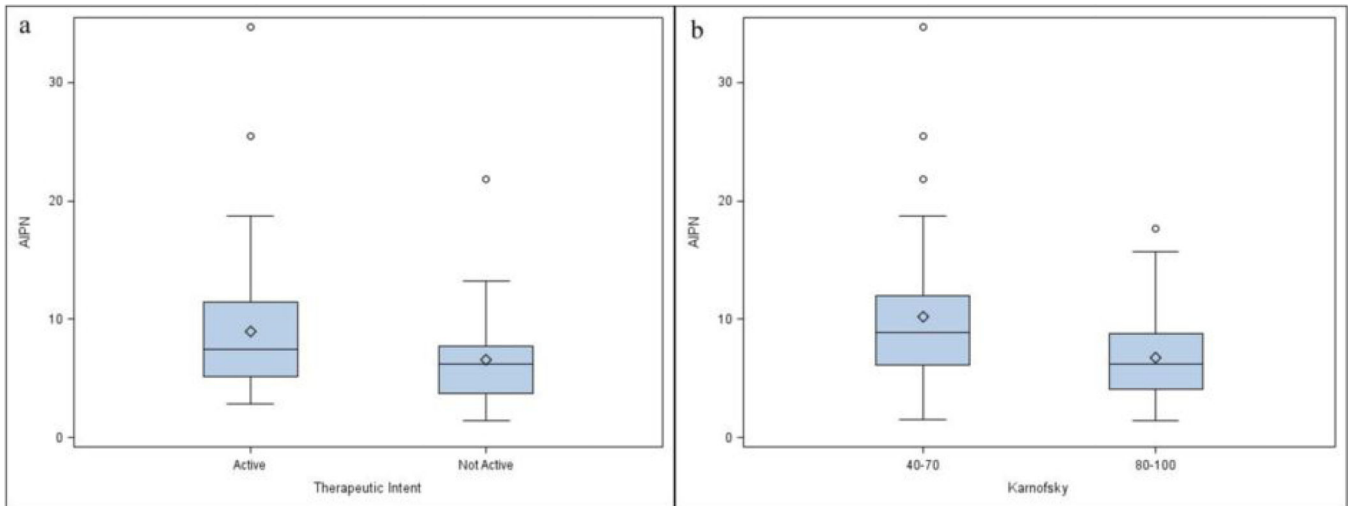 a
30
20
10
0
AIPN
Active
Not Active
Therapeutic Intent
b
30
20
10
0
AIPN
40-70
80-100
Karnofsky